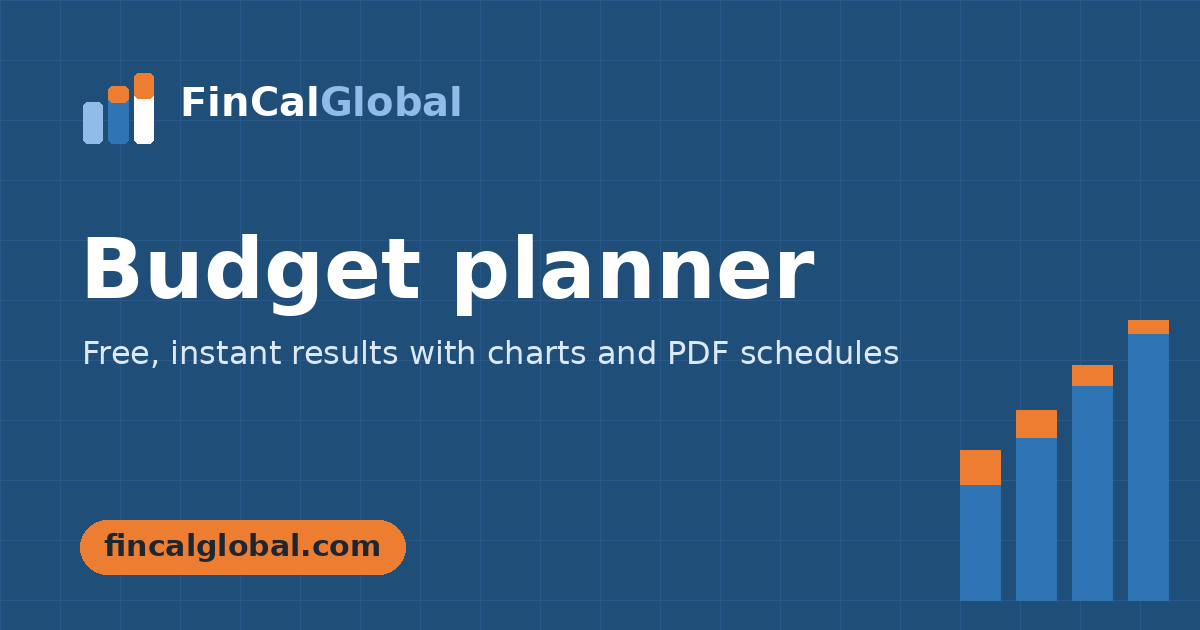 FinCalGlobal
Budget planner
Free, instant results with charts and PDF schedules
fincalglobal.com